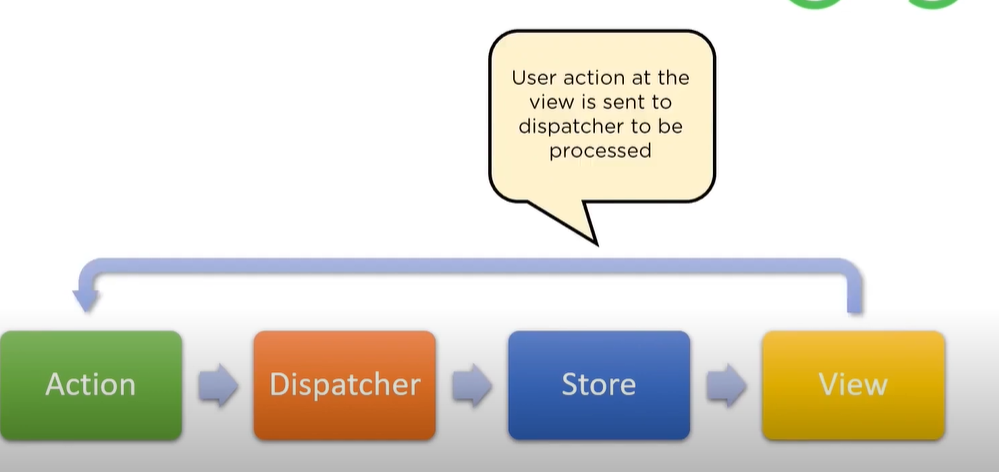 User action at the
view is sent to
dispatcher to be
processed
Action
Dispatcher
Store
View